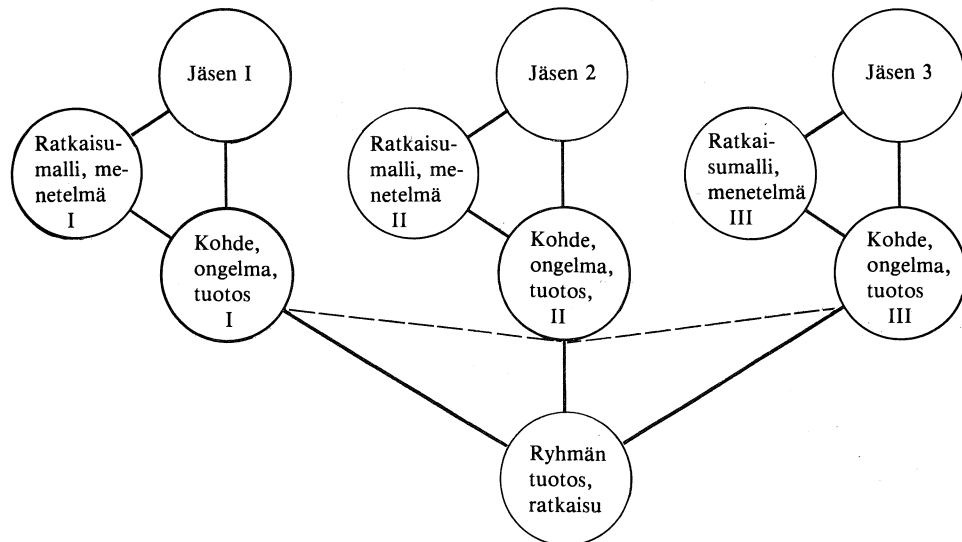 Jäsen I
Jäsen 2
Jäsen 3
Ratkaisu-
malli, me-
netelmä
I
Ratkaisu-
malli, me-
netelmä
II
Ratkai-
sumalli,
menetelmä
III
Kohde,
ongelma,
tuotos
I
Kohde,
ongelma,
tuotos,
II
Kohde,
ongelma,
tuotos
III
Ryhmän
tuotos,
ratkaisu